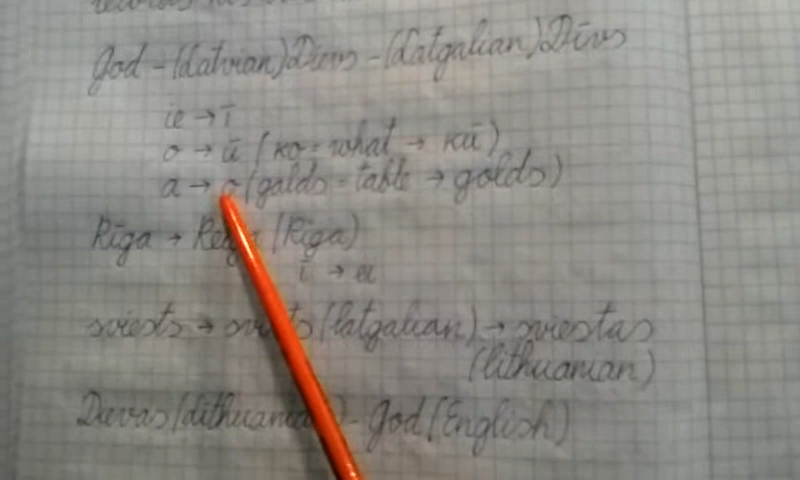 God - (Latvian) Dievs - (Latgalian) Dīvs
ie → ī
o → ū (ko = what → kū)
a → o (galds = table → golds)
Rīga → (Rīga)
ī → ei
sviests → (latgalian) → sviestas
(lithuanian)
Dievas (lithuanian) - God (English)